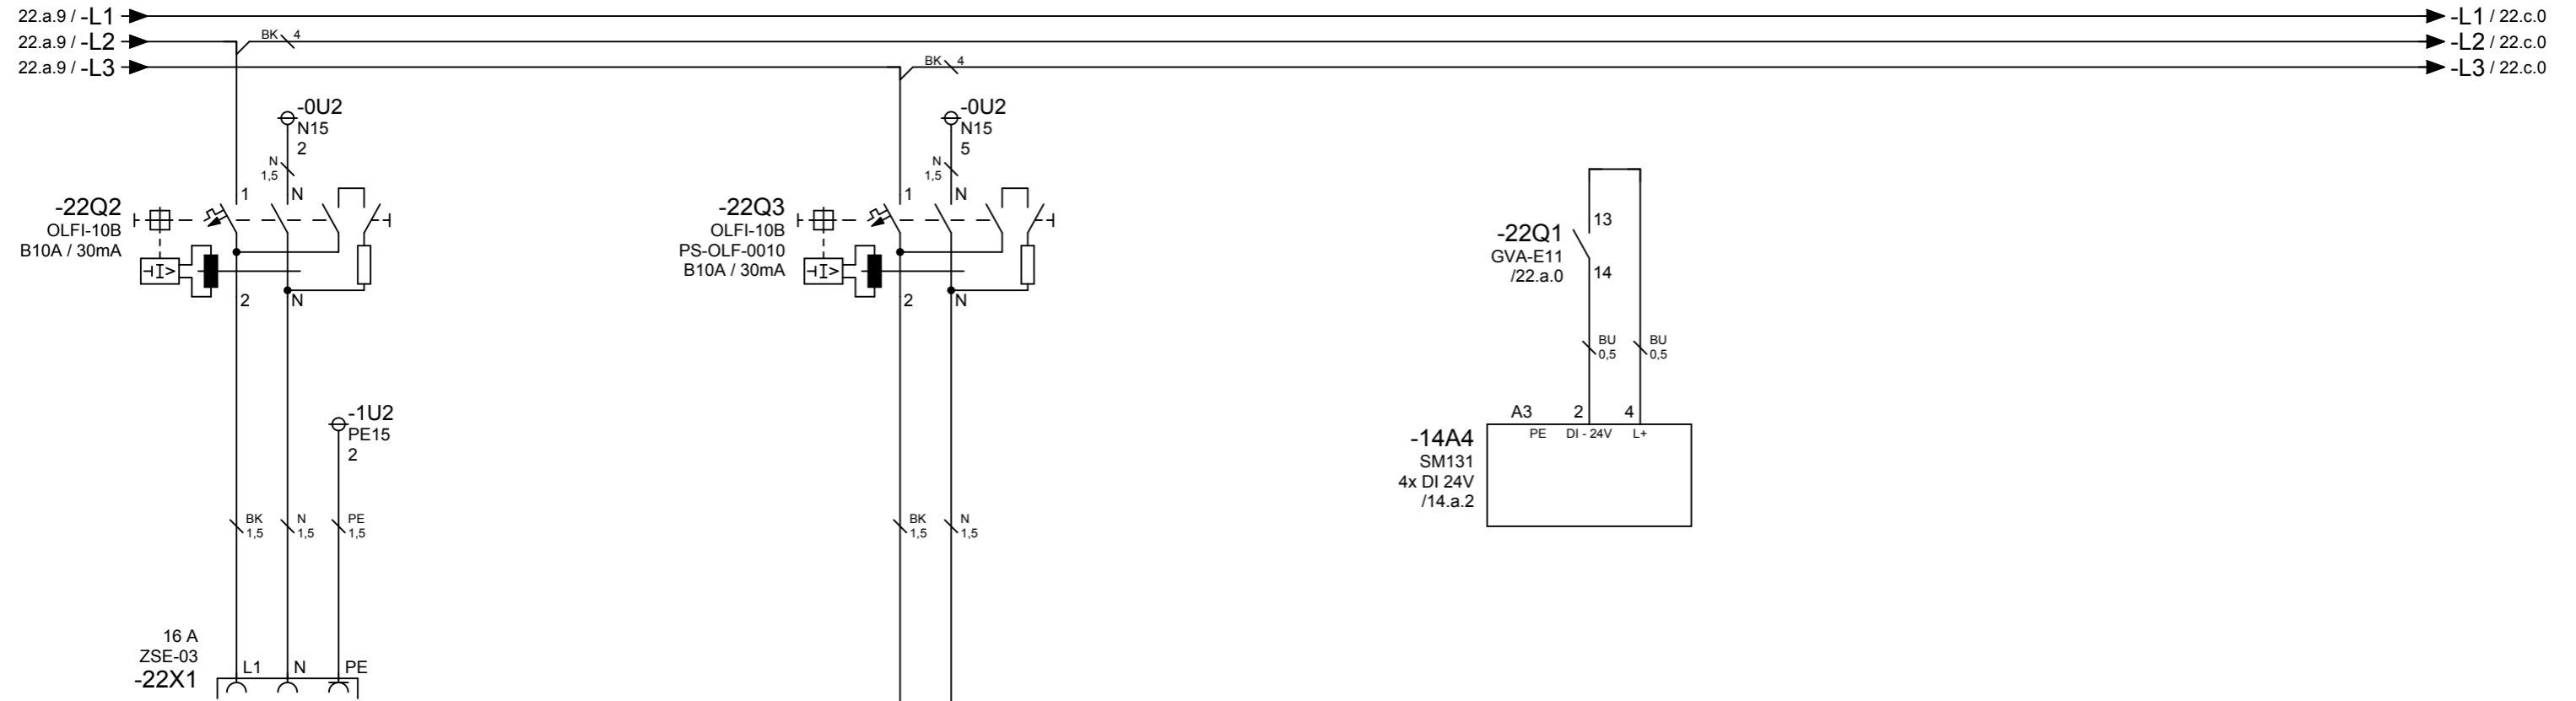 22.a.9 / -L1
-L1 / 22.c.0
22.a.9 / -L2
BK 4
-L2 / 22.c.0
22.a.9 / -L3
BK 4
-L3 / 22.c.0
-0U2
N15
2
N
1,5
1
N
-22Q2
OLFI-10B
B10A / 30mA
I>
2
N
-1U2
PE15
2
BK
1,5
N
1,5
PE
1,5
16 A
ZSE-03
-22X1
L1
N
PE
-0U2
N15
5
N
1,5
1
N
-22Q3
OLFI-10B
PS-OLF-0010
B10A / 30mA
I>
2
N
BK
1,5
N
1,5
13
-22Q1
GVA-E11
/22.a.0
14
BU
0,5
BU
0,5
A3
2
4
PE
DI - 24V
L+
-14A4
SM131
4x DI 24V
/14.a.2